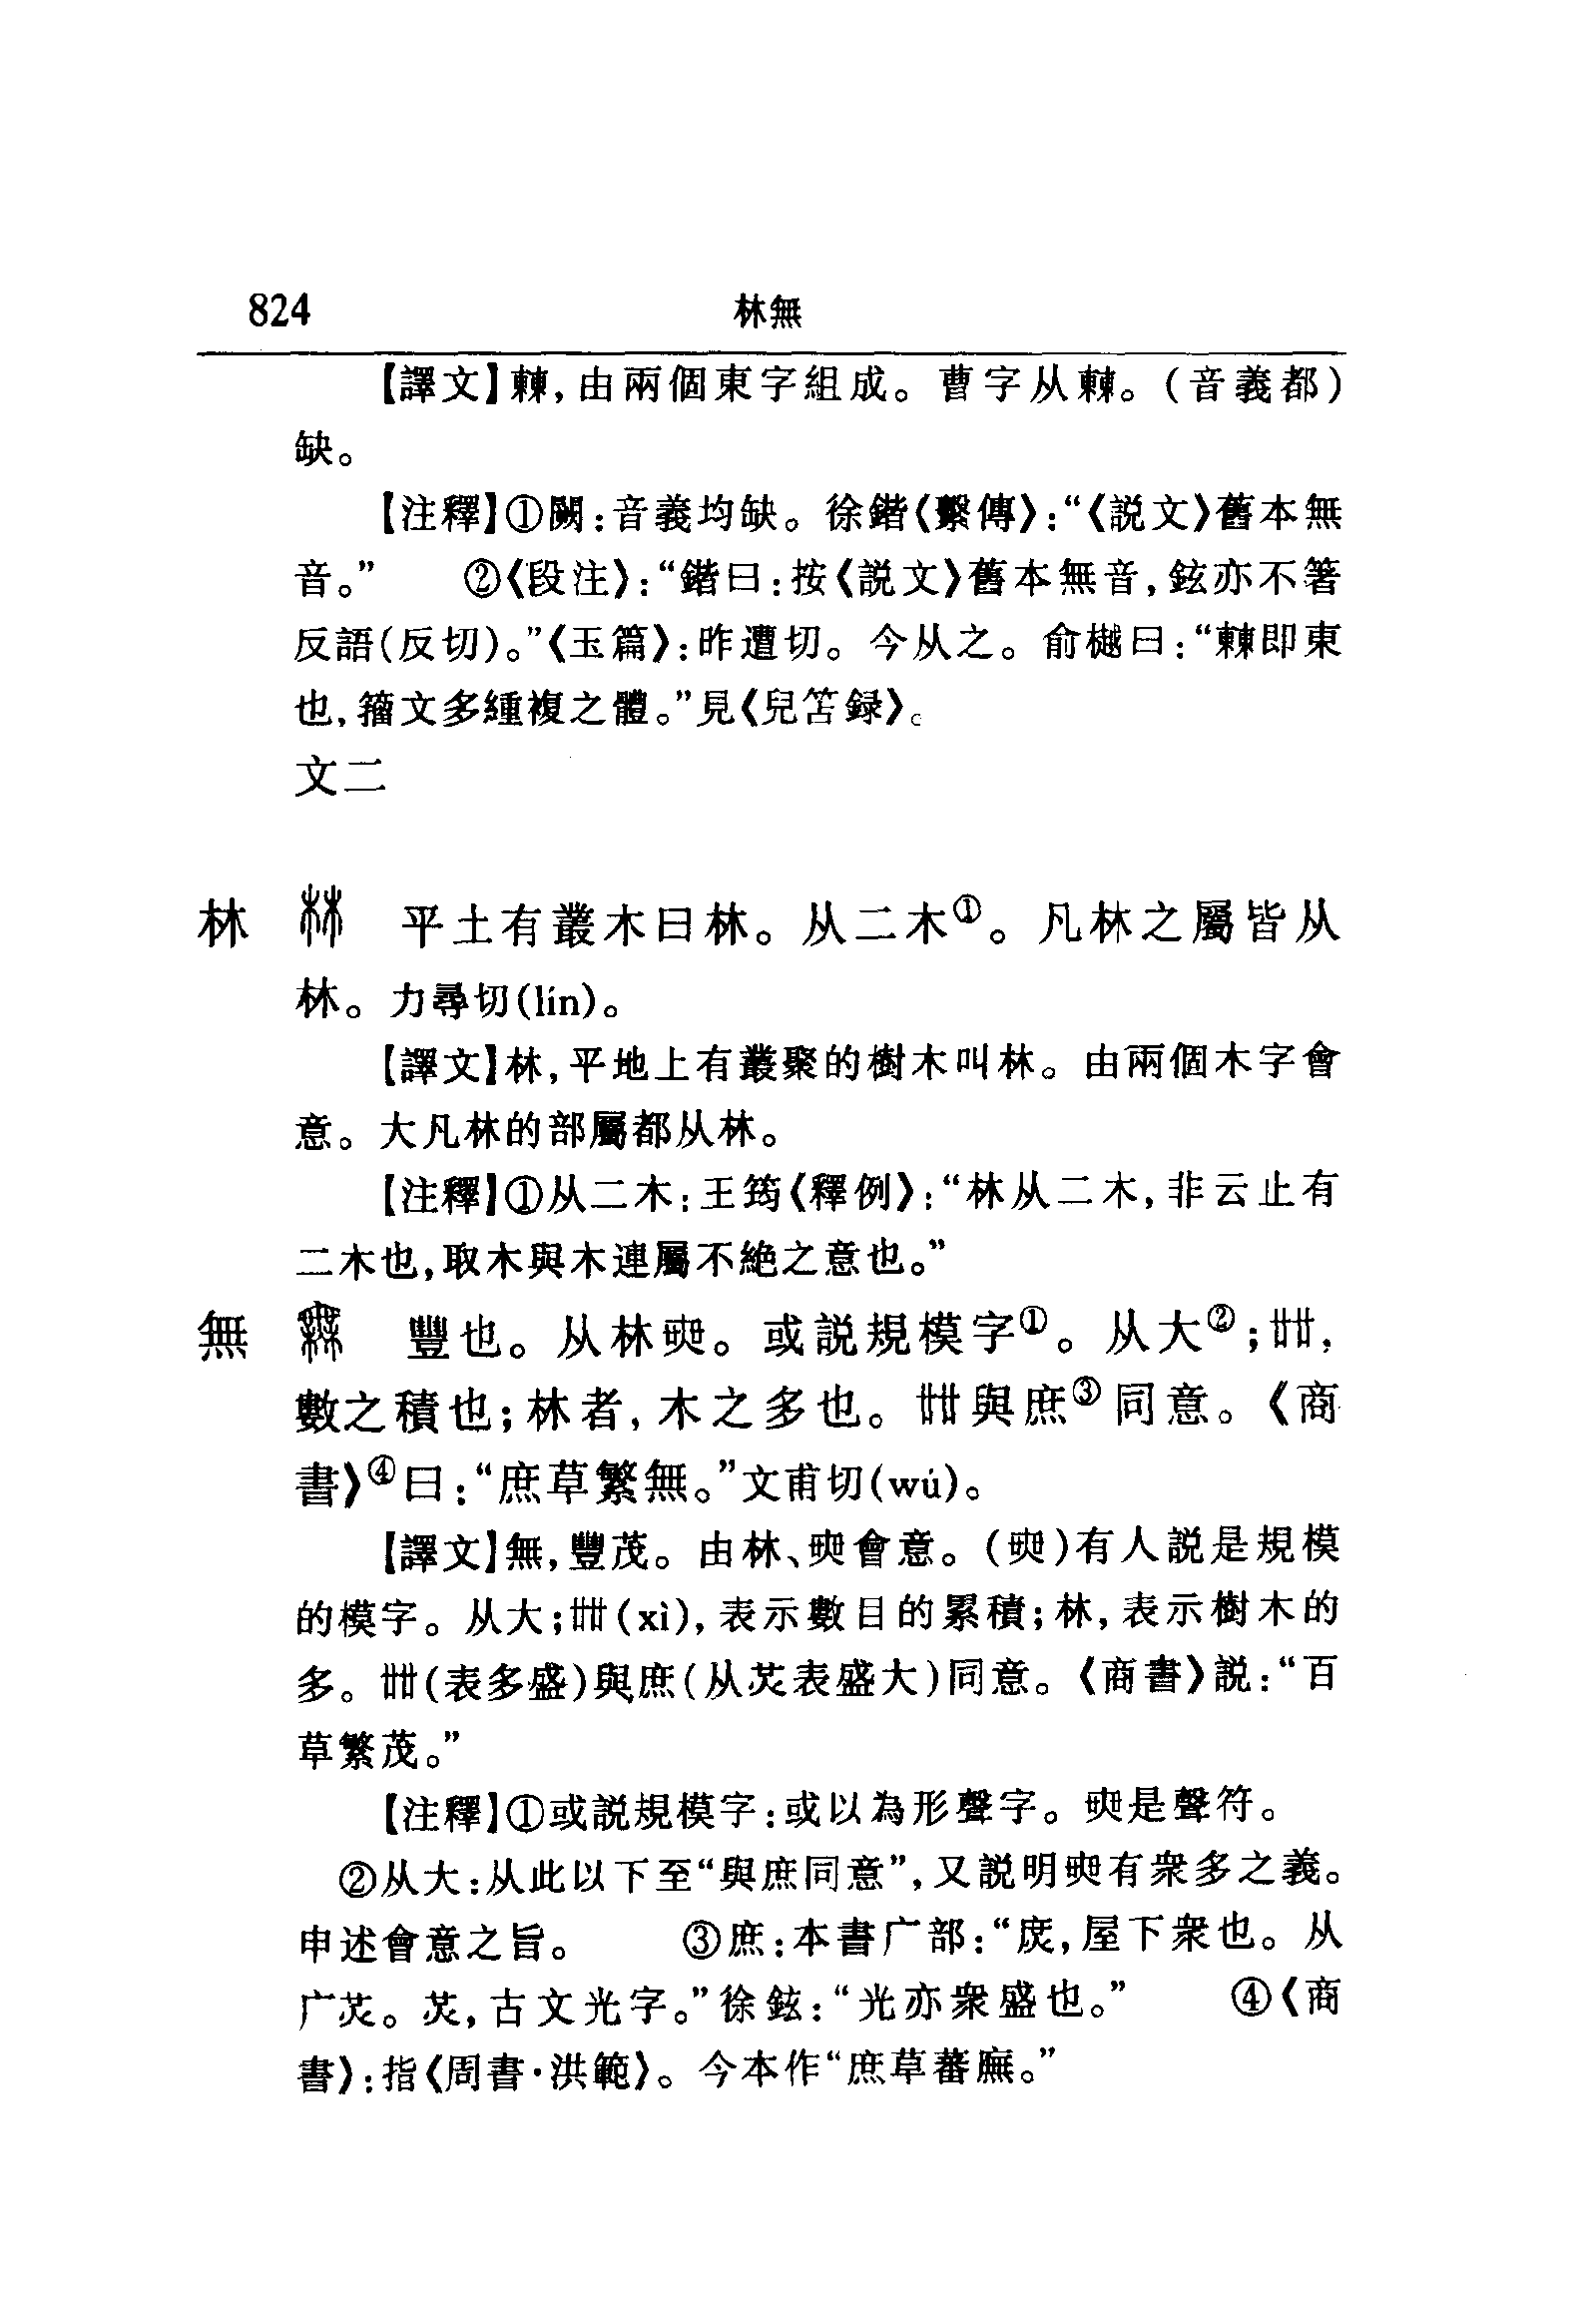 824 林無
【譯文】㯥,由兩個東字組成。曹字从㯥。(音義都)
缺。
【注釋】①闕:音義均缺。徐鍇《繫傳》:“《説文》舊本無
音。” ②《段注》:“鍇曰:按《説文》舊本無音,鉉亦不箸
反語(反切)。”《玉篇》:昨遭切。今从之。俞樾曰:“㯥即東
也,籀文多緟複之體。”見《兒笘録》。
文二
林 林 平土有叢木曰林。从二木①。凡林之屬皆从
林。力尋切(lín)。
【譯文】林,平地上有叢聚的樹木叫林。由兩個木字會
意。大凡林的部屬都从林。
【注釋】①从二木:王筠《釋例》:“林从二木,非云止有
二木也,取木與木連屬不絶之意也。”
無 𣞤 豐也。从林𡘲。或説規模字①。从大②;卌,
數之積也;林者,木之多也。卌與庶③同意。《商
書》④曰:“庶草繁無。”文甫切(wú)。
【譯文】無,豐茂。由林、𡘲會意。(𡘲)有人説是規模
的模字。从大;卌(xì),表示數目的累積;林,表示樹木的
多。卌(表多盛)與庶(从炗表盛大)同意。《商書》説:“百
草繁茂。”
【注釋】①或説規模字:或以為形聲字。𡘲是聲符。
②从大:从此以下至“與庶同意”,又説明𡘲有衆多之義。
申述會意之旨。 ③庶:本書广部:“庶,屋下衆也。从
广炗。炗,古文光字。”徐鉉:“光亦衆盛也。” ④《商
書》:指《周書·洪範》。今本作“庶草蕃廡。”